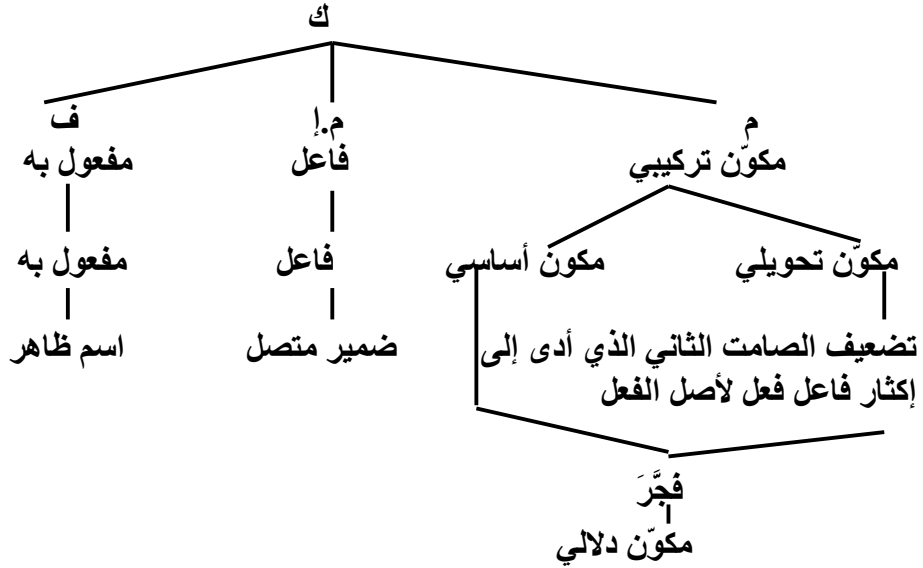 ك
م م.إ ف
مكوّن تركيبي فاعل مفعول به
مكوّن تحويلي مكون أساسي فاعل مفعول به
تضعيف الصامت الثاني الذي أدى إلى ضمير متصل اسم ظاهر
إكثار فاعل فعل لأصل الفعل
فجَّرَ
مكوّن دلالي